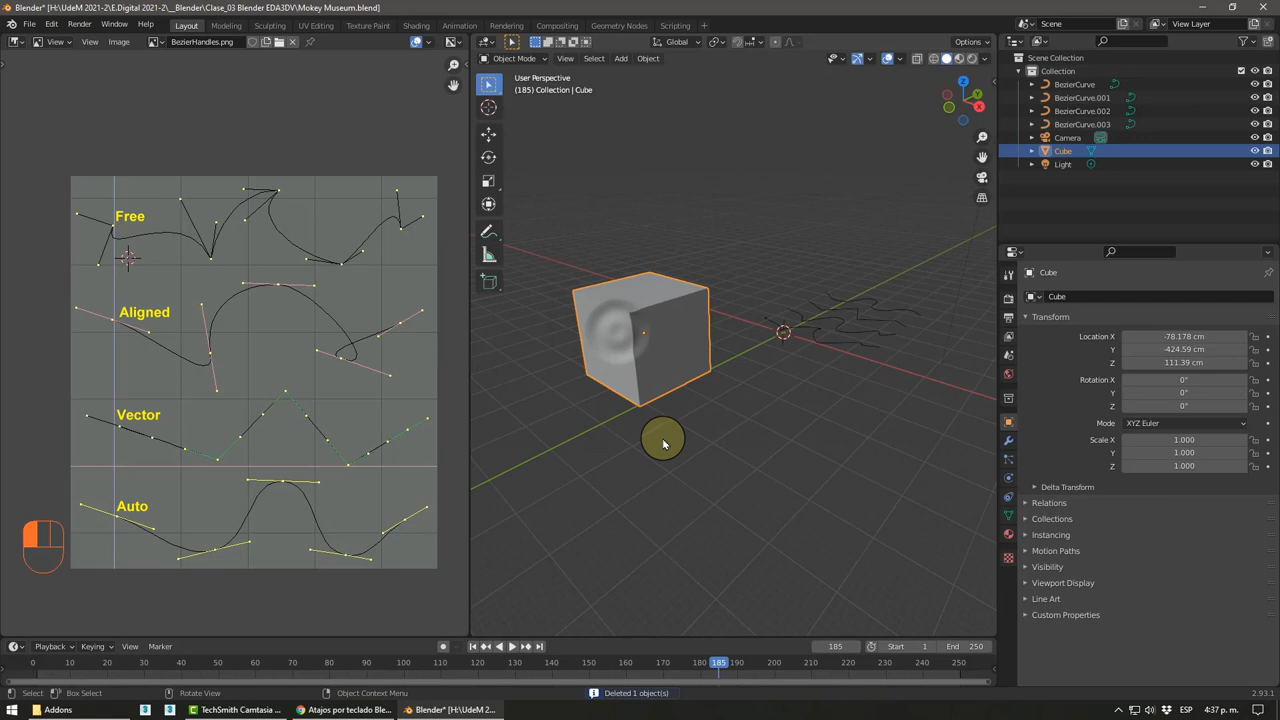 Blender* [H:\UdeM 2021-2\E.Digital 2021-2\__Blender\Clase_03 Blender EDA3DV\Mokey Museum.blend]
File Edit Render Window Help Layout Modeling Sculpting UV Editing Texture Paint Shading Animation Rendering Compositing Geometry Nodes Scripting + Scene View Layer
View View Image BezierHandles.png Global Options
Object Mode View Select Add Object
Scene Collection
Collection
BezierCurve
BezierCurve.001
BezierCurve.002
BezierCurve.003
Camera
Cube
Light
User Perspective
(185) Collection | Cube
X
Y
Z
Free
Aligned
Vector
Auto
Cube
Cube
Transform
Location X -78.178 cm
Y -424.59 cm
Z 111.39 cm
Rotation X 0°
Y 0°
Z 0°
Mode XYZ Euler
Scale X 1.000
Y 1.000
Z 1.000
Delta Transform
Relations
Collections
Instancing
Motion Paths
Visibility
Viewport Display
Line Art
Custom Properties
Playback Keying View Marker 185 Start 1 End 250
0 10 20 30 40 50 60 70 80 90 100 110 120 130 140 150 160 170 180 185 190 200 210 220 230 240 250
Select Box Select Rotate View Object Context Menu Deleted 1 object(s) 2.93.1
Addons TechSmith Camtasia ... Atajos por teclado Ble... Blender* [H:\UdeM 2... ESP 4:37 p. m.